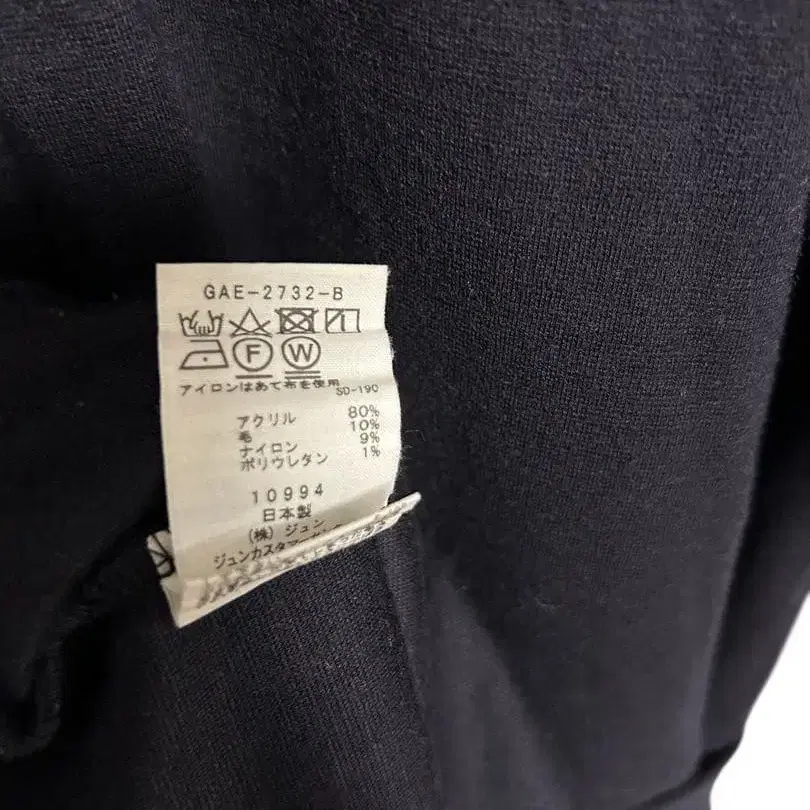 GAE-2732-B
F W
アイロンはあて布を使用
SD-190
アクリル 80%
毛 10%
ナイロン 9%
ポリウレタン 1%
10994
日本製
(株) ジュン